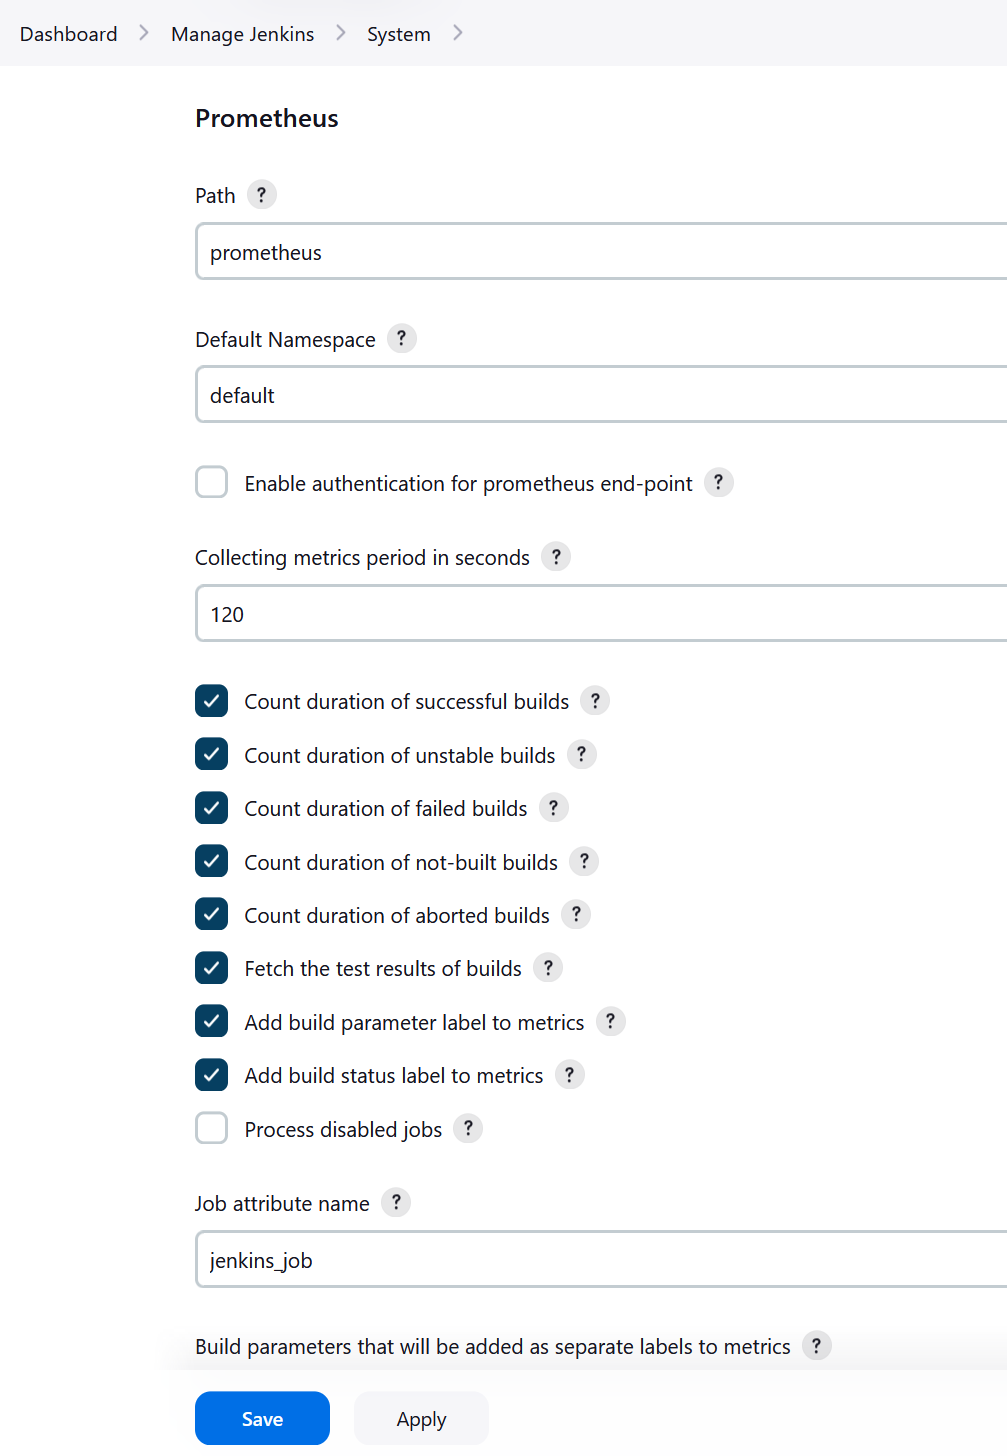 Dashboard > Manage Jenkins > System >
Prometheus
Path ?
prometheus
Default Namespace ?
default
Enable authentication for prometheus end-point ?
Collecting metrics period in seconds ?
120
Count duration of successful builds ?
Count duration of unstable builds ?
Count duration of failed builds ?
Count duration of not-built builds ?
Count duration of aborted builds ?
Fetch the test results of builds ?
Add build parameter label to metrics ?
Add build status label to metrics ?
Process disabled jobs ?
Job attribute name ?
jenkins_job
Build parameters that will be added as separate labels to metrics ?
Save Apply